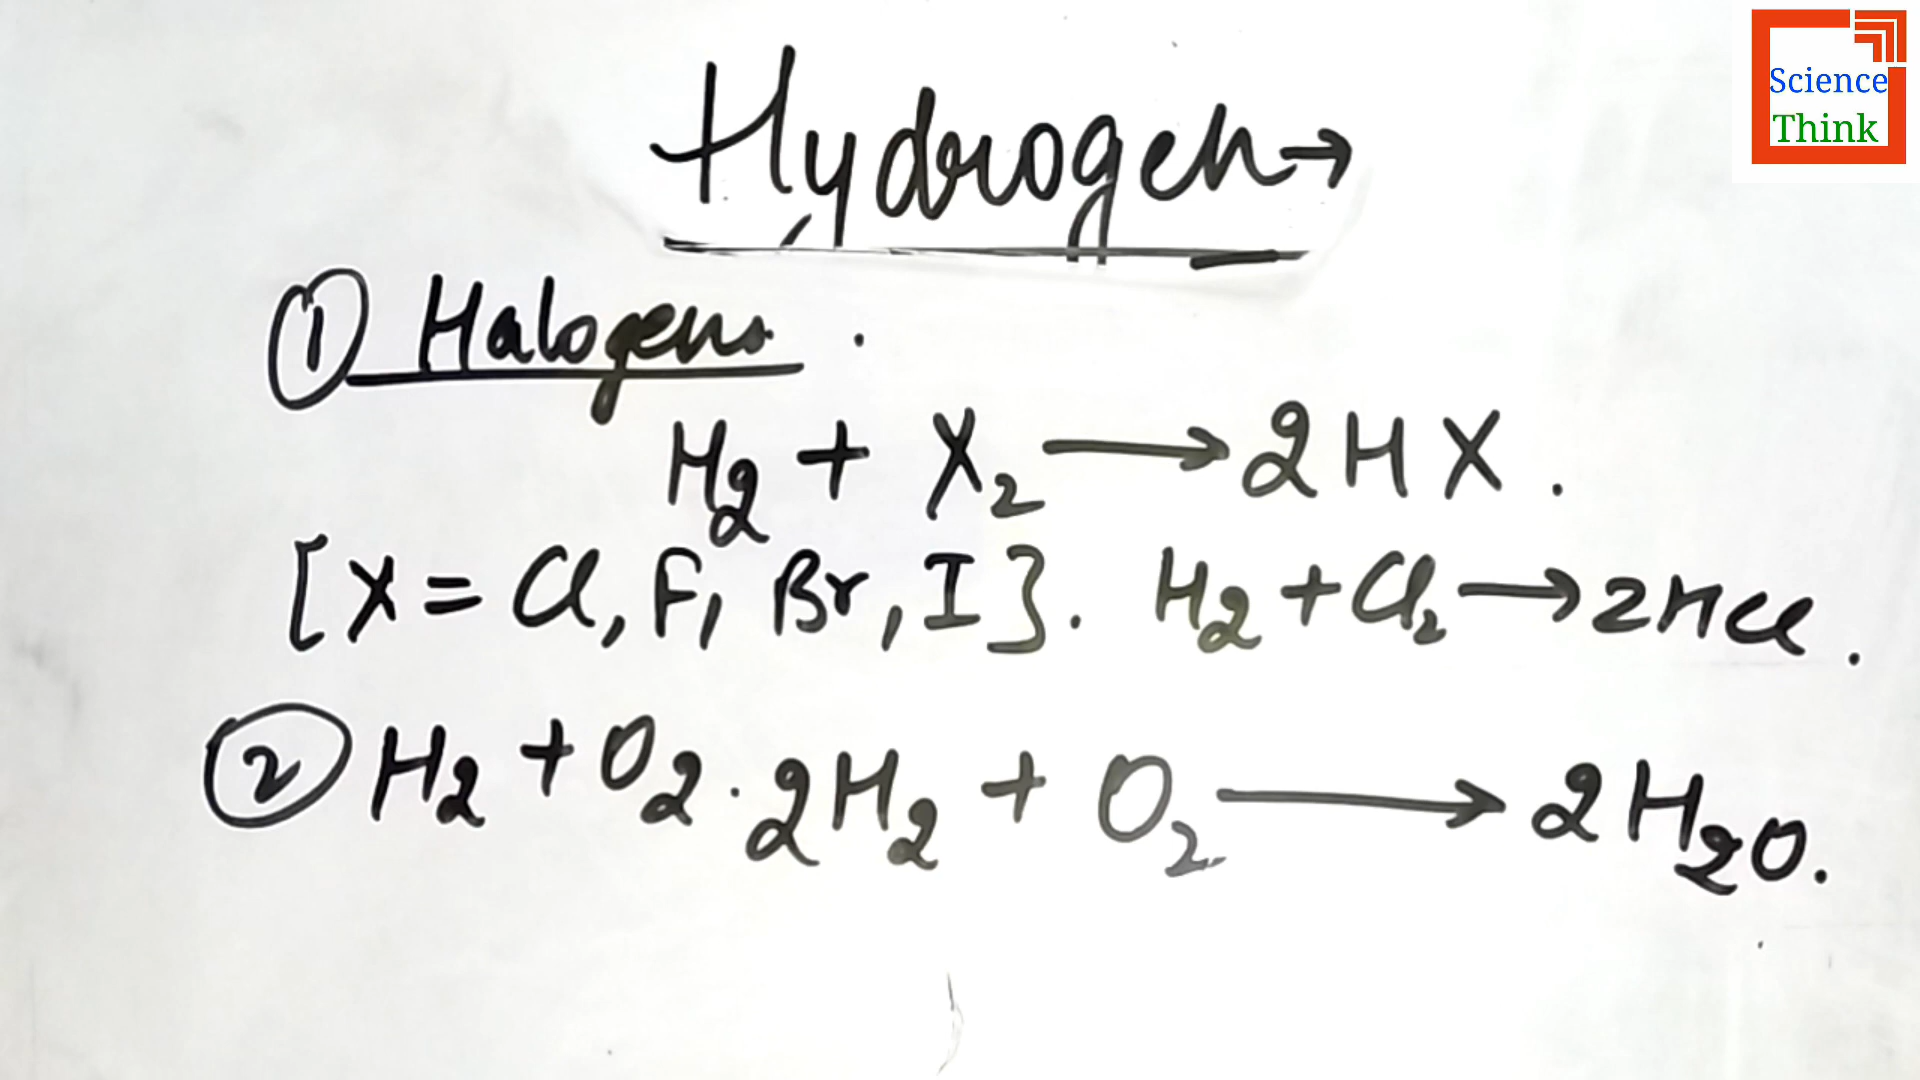 Hydrogen→
Science
Think
① Halogens.
H₂ + X₂ → 2HX.
[X = Cl, F, Br, I]. H₂ + Cl₂ → 2HCl.
② H₂ + O₂. 2H₂ + O₂ → 2H₂O.